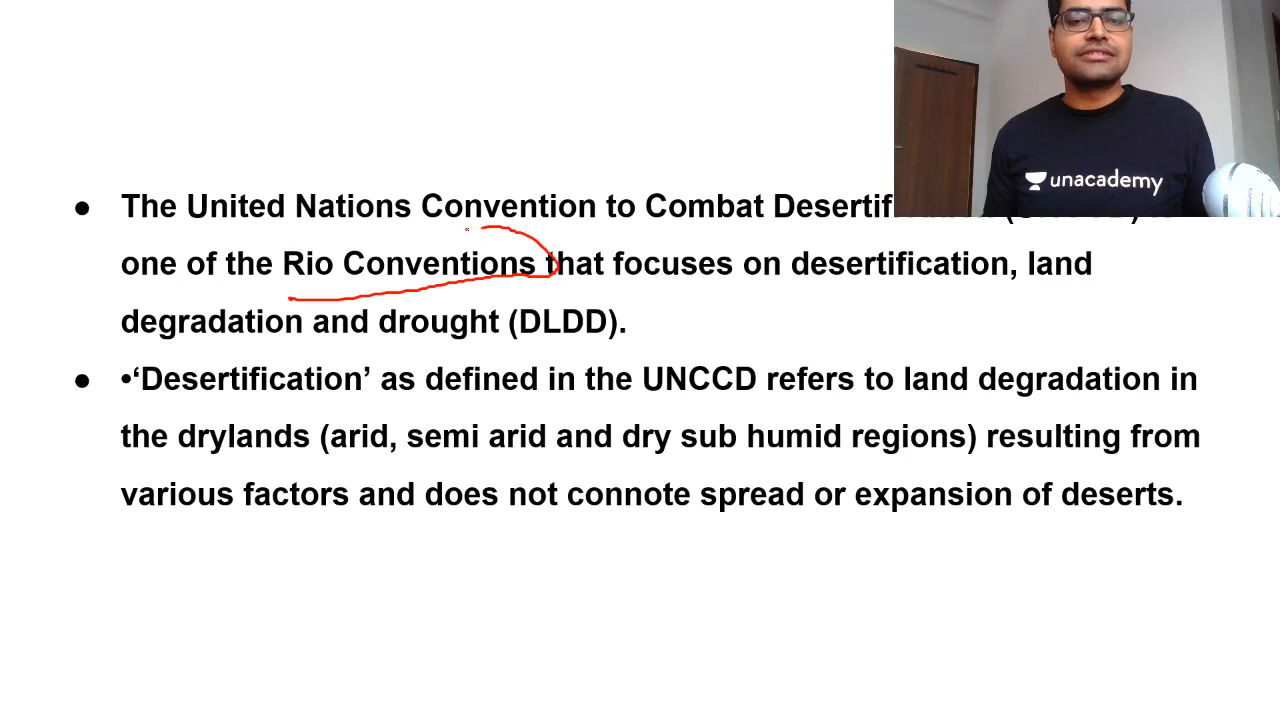 unacademy
● The United Nations Convention to Combat
one of the Rio Conventions that focuses on desertification, land
degradation and drought (DLDD).
● •‘Desertification’ as defined in the UNCCD refers to land degradation in
the drylands (arid, semi arid and dry sub humid regions) resulting from
various factors and does not connote spread or expansion of deserts.